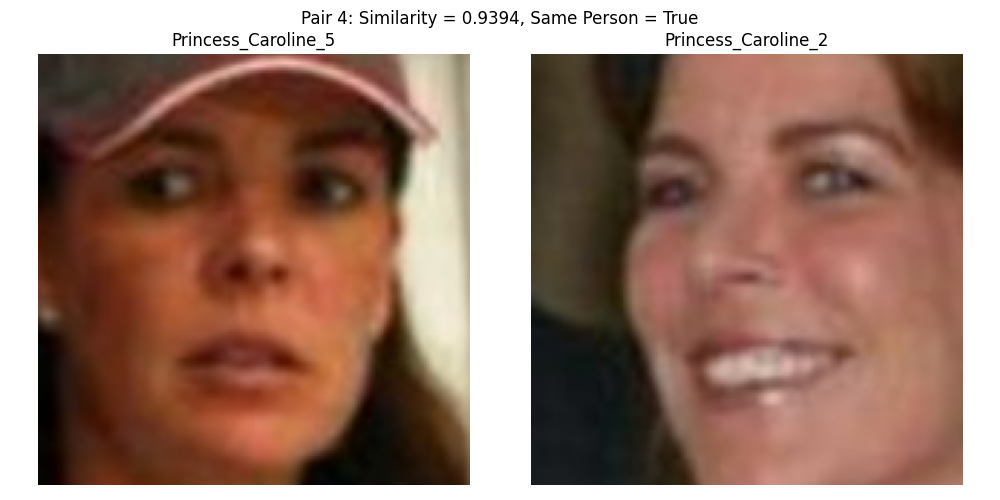 Pair 4: Similarity = 0.9394, Same Person = True
Princess_Caroline_5
Princess_Caroline_2